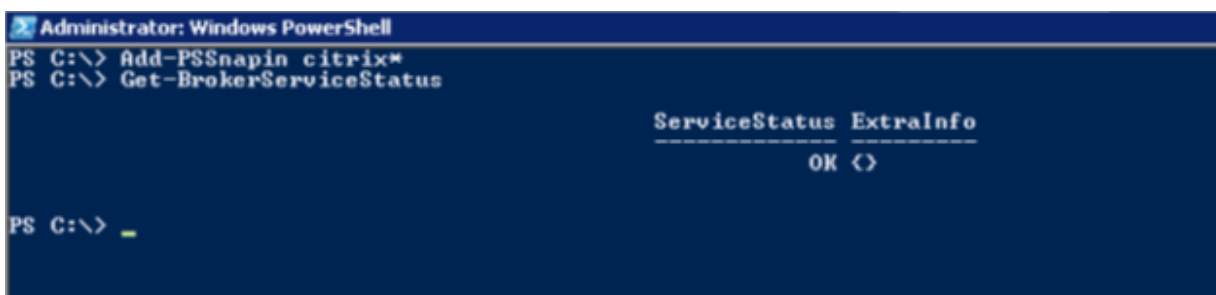 Administrator: Windows PowerShell
PS C:\> Add-PSSnapin citrix*
PS C:\> Get-BrokerServiceStatus
ServiceStatus ExtraInfo
------------- ---------
OK {}
PS C:\> _